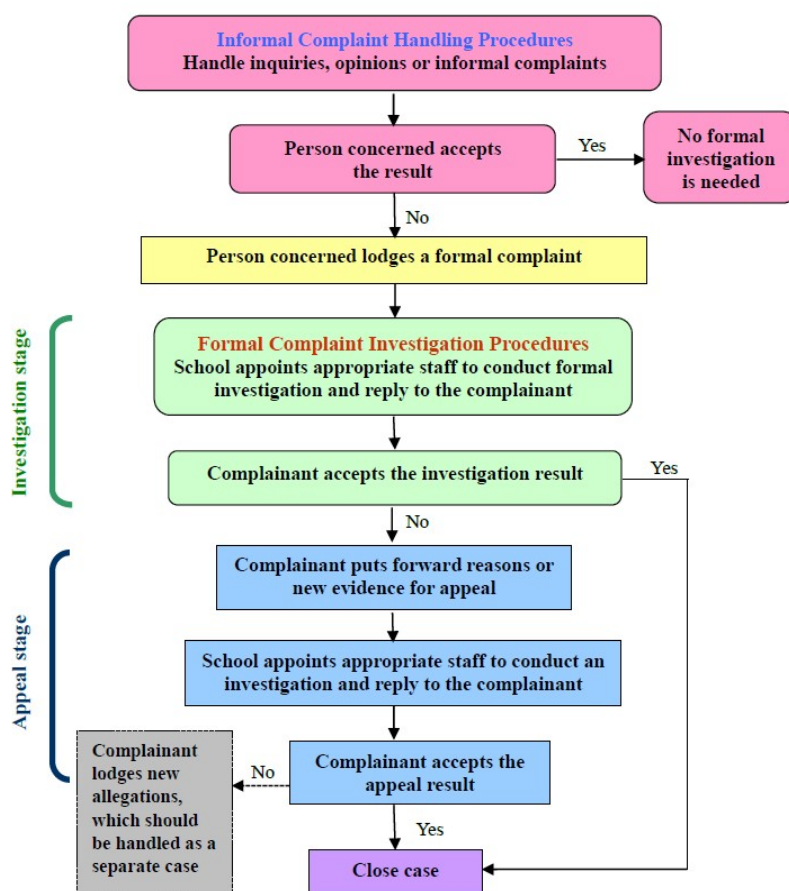 Informal Complaint Handling Procedures
Handle inquiries, opinions or informal complaints
Person concerned accepts
the result
Yes
No formal
investigation
is needed
No
Person concerned lodges a formal complaint
Investigation stage
Formal Complaint Investigation Procedures
School appoints appropriate staff to conduct formal
investigation and reply to the complainant
Complainant accepts the investigation result
Yes
No
Appeal stage
Complainant puts forward reasons or
new evidence for appeal
School appoints appropriate staff to conduct an
investigation and reply to the complainant
Complainant accepts the
appeal result
No
Complainant
lodges new
allegations,
which should
be handled as a
separate case
Yes
Close case